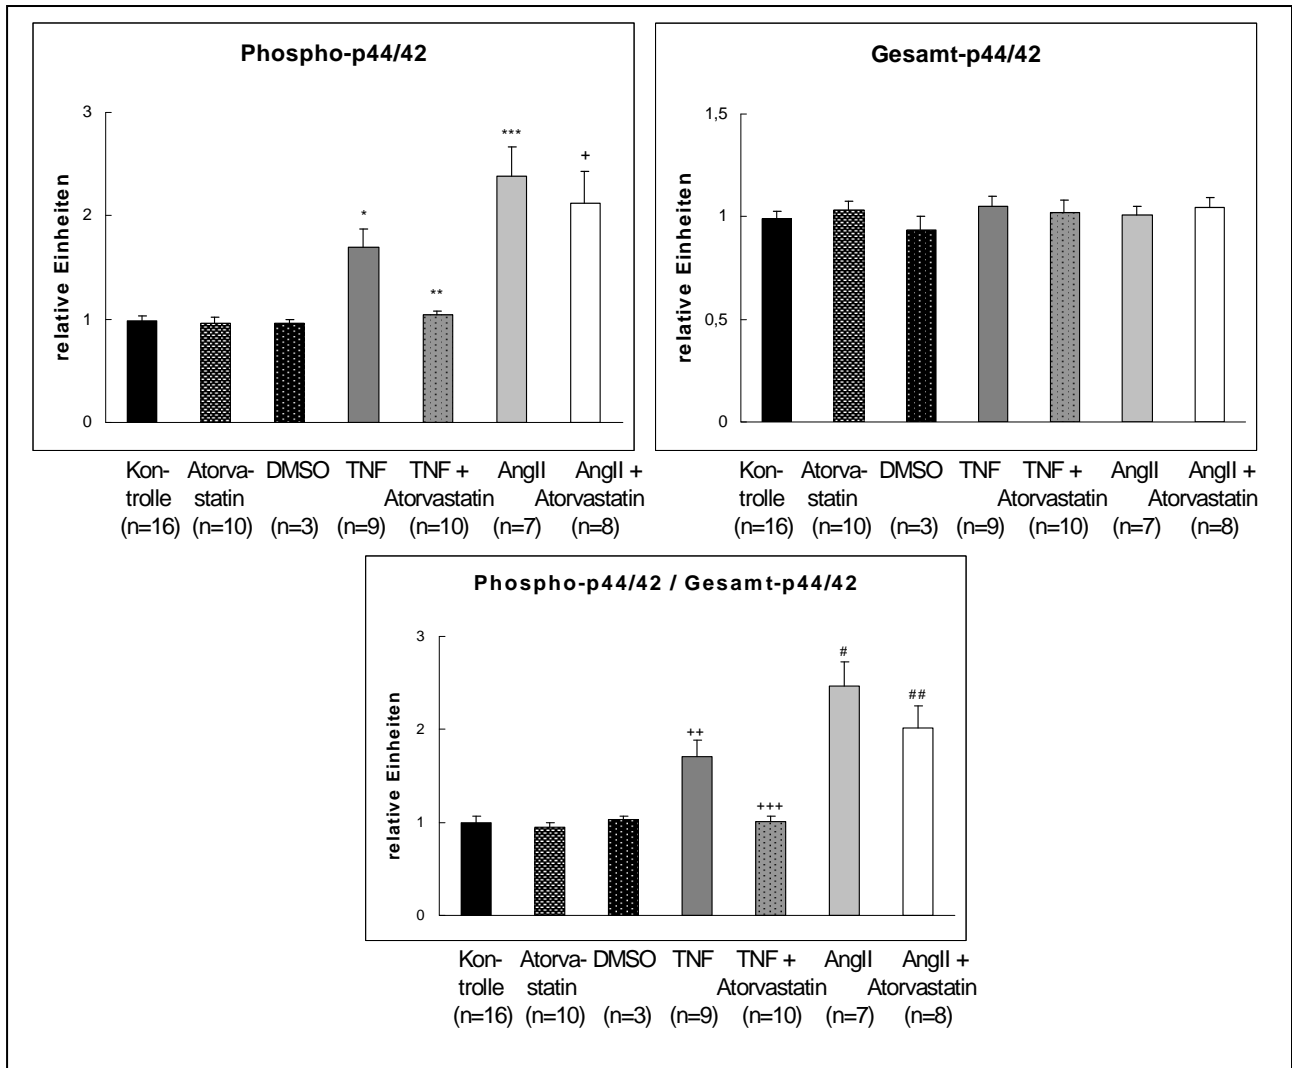 Phospho-p44/42
3
2
1
0
relative Einheiten
*
**
***
+
Kon-
trolle
(n=16)
Atorva-
statin
(n=10)
DMSO
(n=3)
TNF
(n=9)
TNF +
Atorvastatin
(n=10)
AngII
(n=7)
AngII +
Atorvastatin
(n=8)
Gesamt-p44/42
1,5
1
0,5
0
relative Einheiten
Kon-
trolle
(n=16)
Atorva-
statin
(n=10)
DMSO
(n=3)
TNF
(n=9)
TNF +
Atorvastatin
(n=10)
AngII
(n=7)
AngII +
Atorvastatin
(n=8)
Phospho-p44/42 / Gesamt-p44/42
3
2
1
0
relative Einheiten
++
+++
#
##
Kon-
trolle
(n=16)
Atorva-
statin
(n=10)
DMSO
(n=3)
TNF
(n=9)
TNF +
Atorvastatin
(n=10)
AngII
(n=7)
AngII +
Atorvastatin
(n=8)